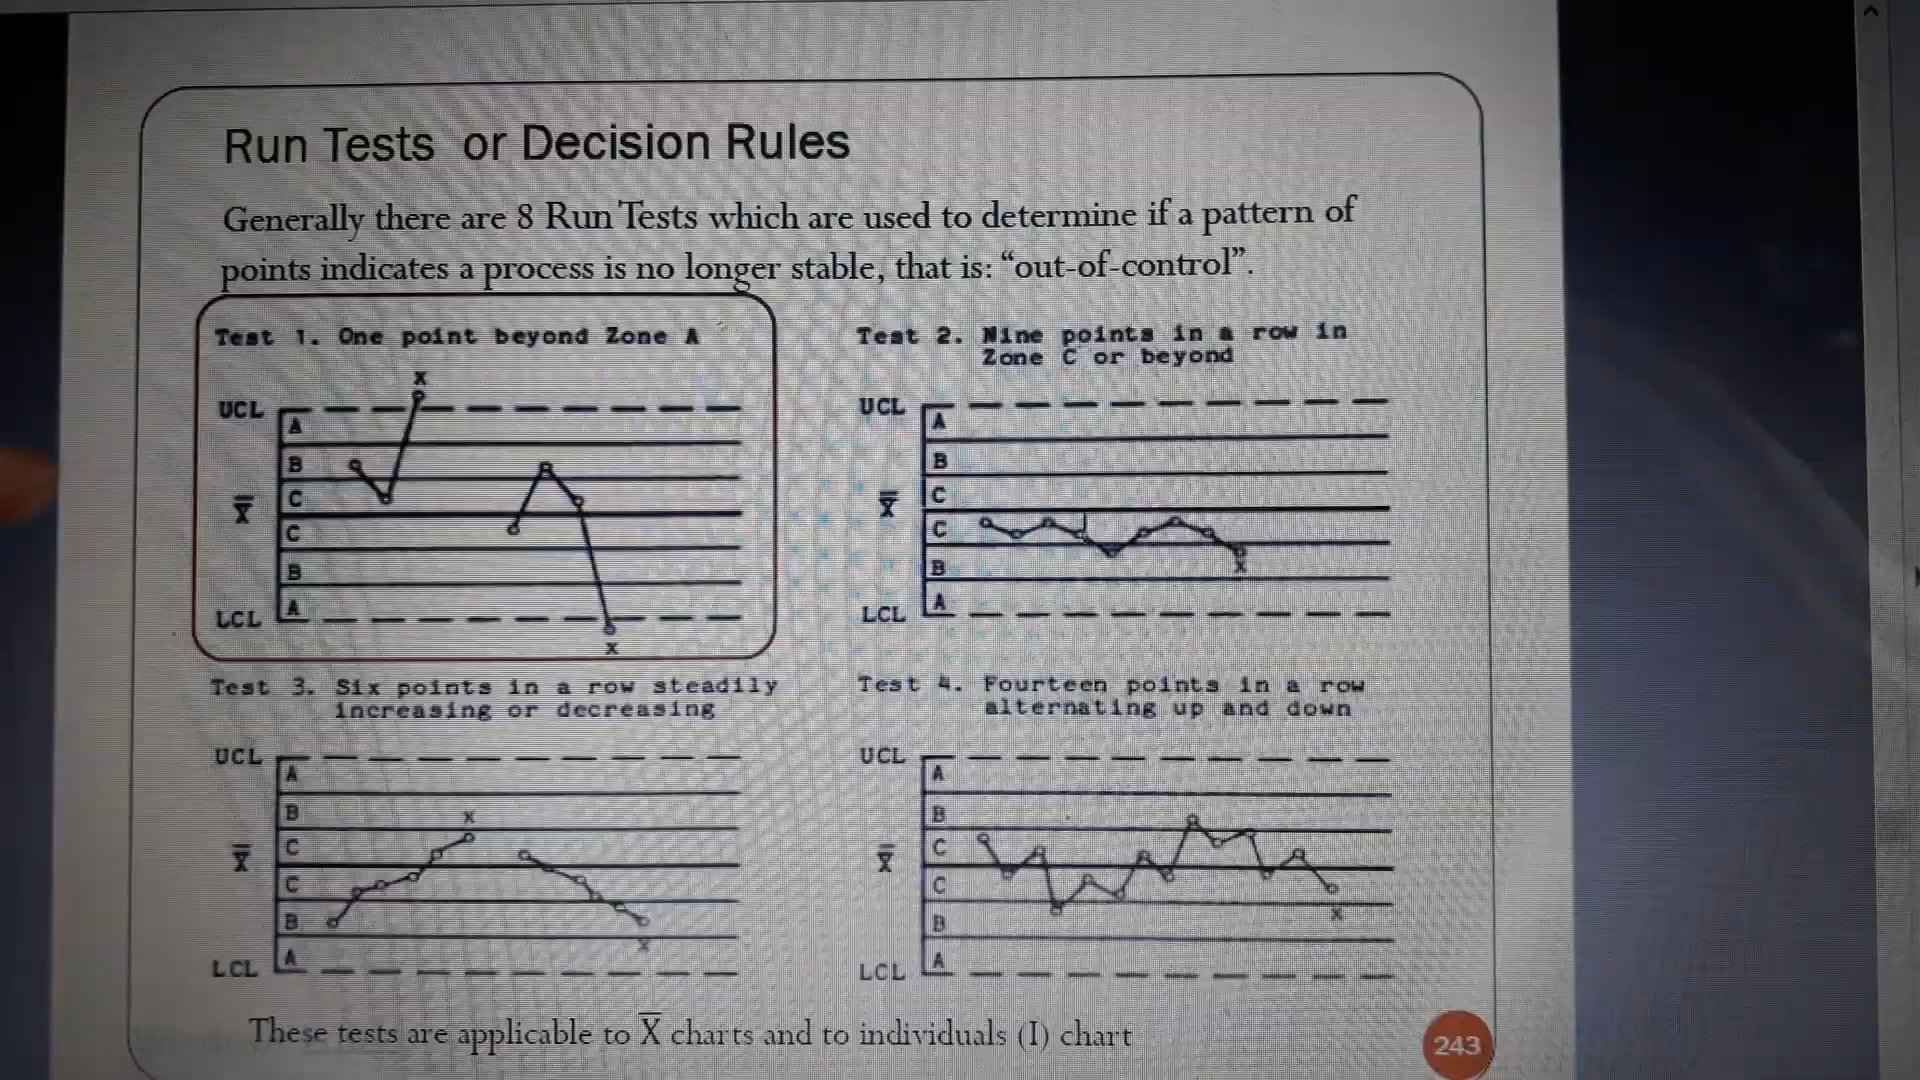 Run Tests or Decision Rules
Generally there are 8 Run Tests which are used to determine if a pattern of
points indicates a process is no longer stable, that is: “out-of-control”.
Test 1. One point beyond Zone A
x
UCL
A
B
C
X̿
C
B
A
LCL
x
Test 2. Nine points in a row in
Zone C or beyond
UCL
A
B
C
X̿
C
B
x
A
LCL
Test 3. Six points in a row steadily
increasing or decreasing
UCL
A
B
x
C
X̿
C
B
x
A
LCL
Test 4. Fourteen points in a row
alternating up and down
UCL
A
B
C
X̿
C
x
B
A
LCL
These tests are applicable to X̅ charts and to individuals (I) chart
243